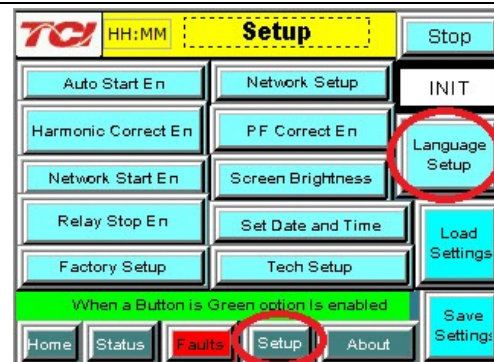 TCI HH:MM Setup Stop
Auto Start En Network Setup INIT
Harmonic Correct En PF Correct En Language Setup
Network Start En Screen Brightness
Relay Stop En Set Date and Time Load Settings
Factory Setup Tech Setup
When a Button is Green option Is enabled Save Settings
Home Status Faults Setup About